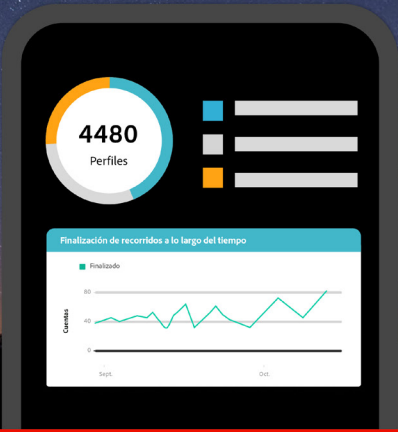 4480
Perfiles
Finalización de recorridos a lo largo del tiempo
Finalizado
Cuentas
80
40
0
Sept.
Oct.